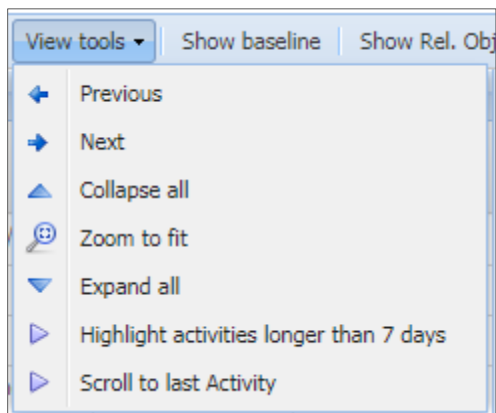 View tools Show baseline Show Rel. Obj
Previous
Next
Collapse all
Zoom to fit
Expand all
Highlight activities longer than 7 days
Scroll to last Activity